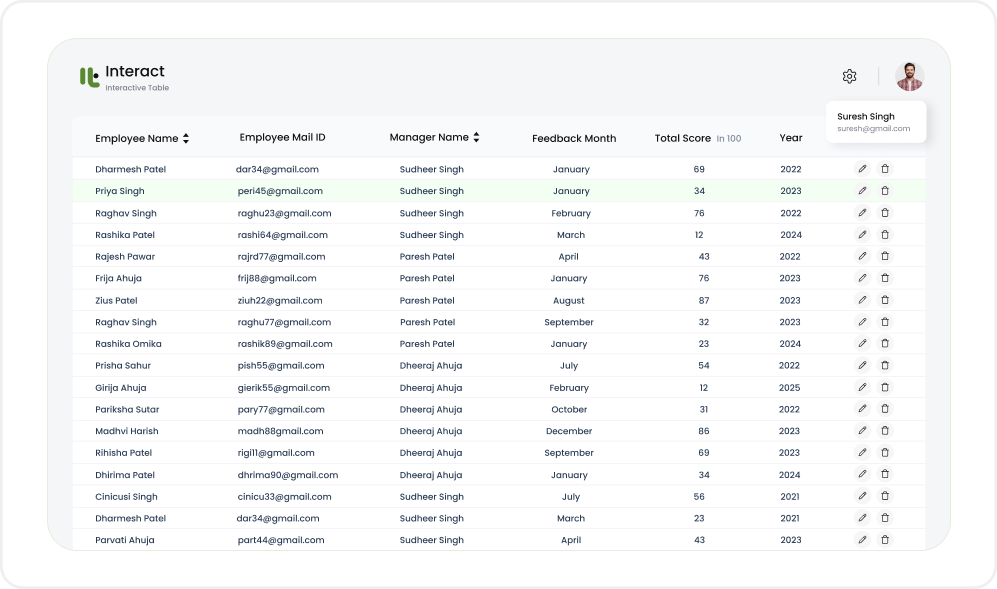 Interact
Interactive Table
Suresh Singh
suresh@gmail.com
Employee Name Employee Mail ID Manager Name Feedback Month Total Score In 100 Year
Dharmesh Patel dar34@gmail.com Sudheer Singh January 69 2022
Priya Singh peri45@gmail.com Sudheer Singh January 34 2023
Raghav Singh raghu23@gmail.com Sudheer Singh February 76 2022
Rashika Patel rashi64@gmail.com Sudheer Singh March 12 2024
Rajesh Pawar rajrd77@gmail.com Paresh Patel April 43 2022
Frija Ahuja frij88@gmail.com Paresh Patel January 76 2023
Zius Patel ziuh22@gmail.com Paresh Patel August 87 2023
Raghav Singh raghu77@gmail.com Paresh Patel September 32 2023
Rashika Omika rashik89@gmail.com Paresh Patel January 23 2024
Prisha Sahur pish55@gmail.com Dheeraj Ahuja July 54 2022
Girija Ahuja gierik55@gmail.com Dheeraj Ahuja February 12 2025
Pariksha Sutar pary77@gmail.com Dheeraj Ahuja October 31 2022
Madhvi Harish madh88gmail.com Dheeraj Ahuja December 86 2023
Rihisha Patel rigi11@gmail.com Dheeraj Ahuja September 69 2023
Dhirima Patel dhrima90@gmail.com Dheeraj Ahuja January 34 2024
Cinicusi Singh cinicu33@gmail.com Sudheer Singh July 56 2021
Dharmesh Patel dar34@gmail.com Sudheer Singh March 23 2021
Parvati Ahuja part44@gmail.com Sudheer Singh April 43 2023